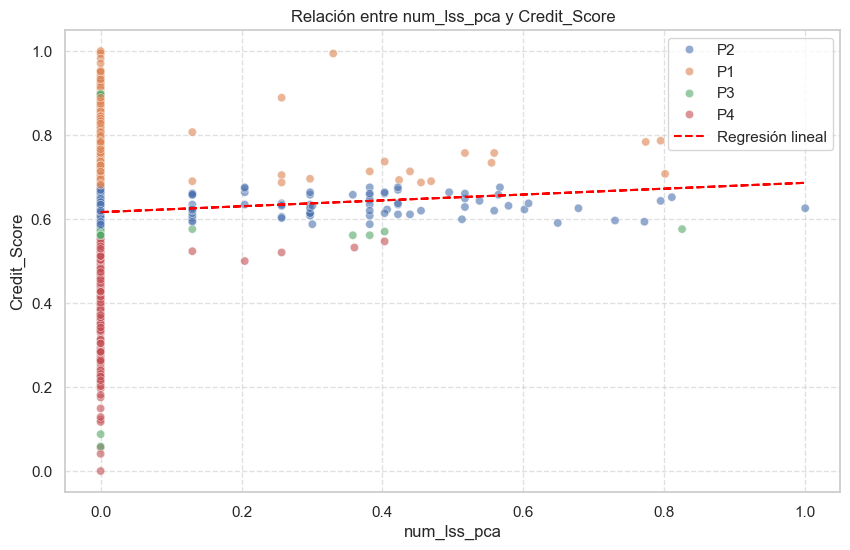 Relación entre num_lss_pca y Credit_Score
P2
P1
P3
P4
Regresión lineal
Credit_Score
1.0
0.8
0.6
0.4
0.2
0.0
0.0 0.2 0.4 0.6 0.8 1.0
num_lss_pca